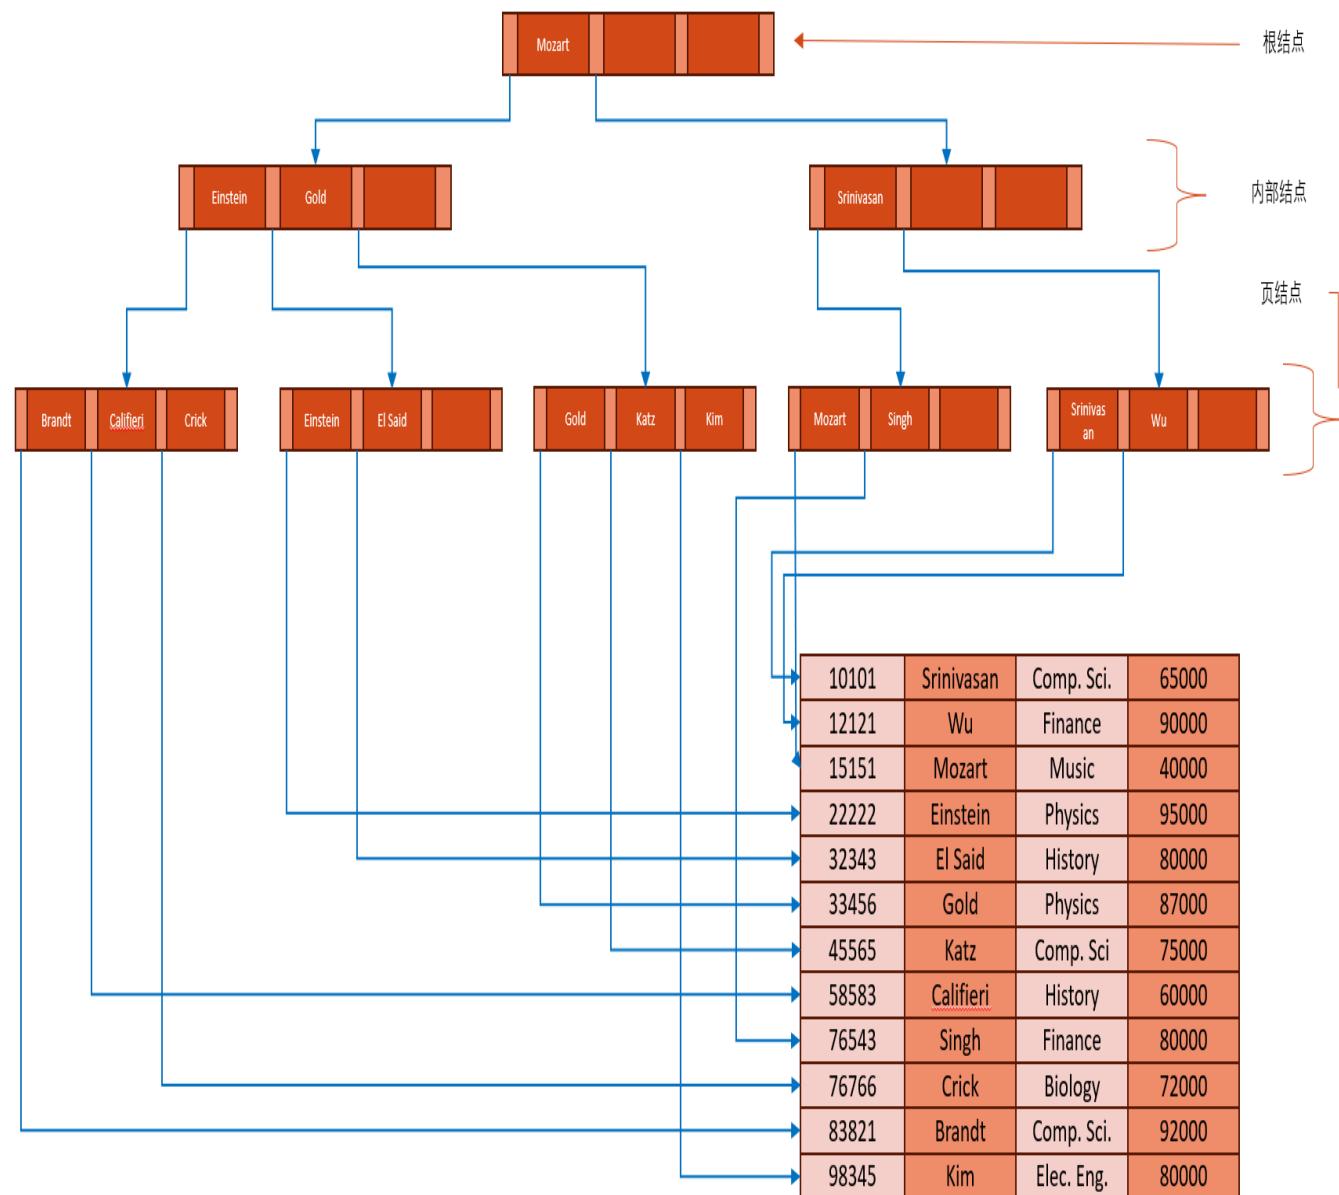 Mozart
根结点
Einstein Gold
Srinivasan
内部结点
页结点
Brandt Califieri Crick
Einstein El Said
Gold Katz Kim
Mozart Singh
Srinivas
an
Wu
10101 Srinivasan Comp. Sci. 65000
12121 Wu Finance 90000
15151 Mozart Music 40000
22222 Einstein Physics 95000
32343 El Said History 80000
33456 Gold Physics 87000
45565 Katz Comp. Sci 75000
58583 Califieri History 60000
76543 Singh Finance 80000
76766 Crick Biology 72000
83821 Brandt Comp. Sci. 92000
98345 Kim Elec. Eng. 80000